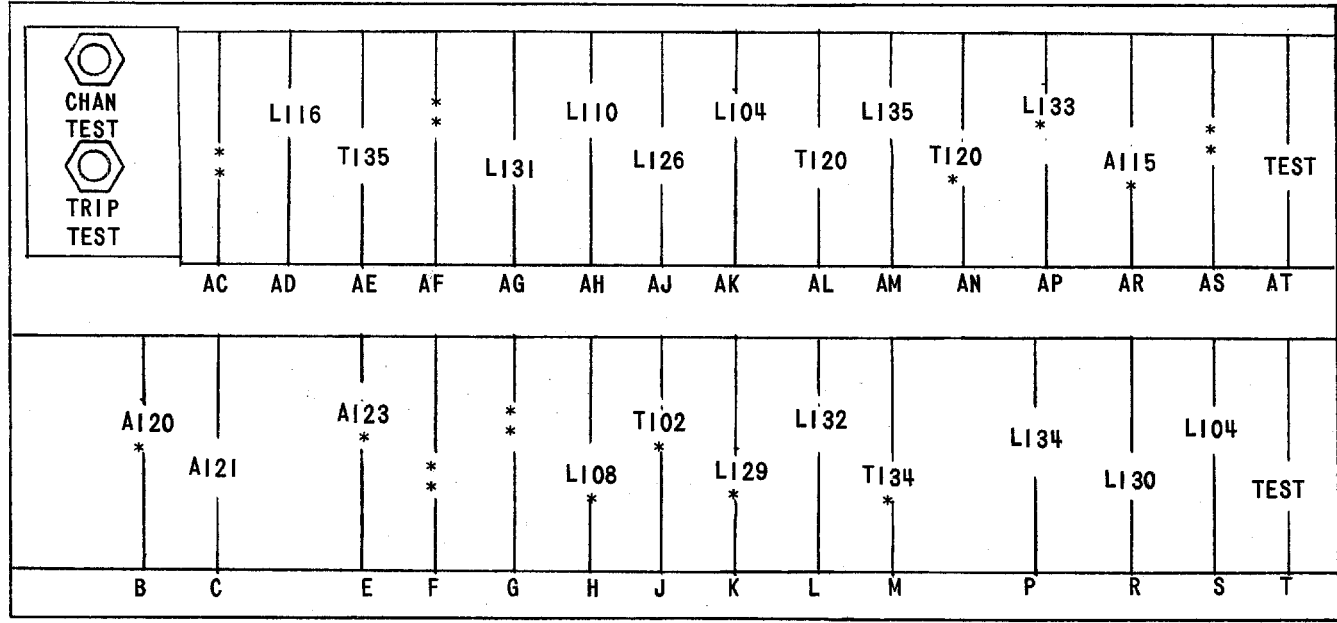 CHAN
TEST
TRIP
TEST
**
L116
T135
**
L131
L110
L126
L104
T120
L135
T120
*
L133
*
A115
*
**
TEST
AC AD AE AF AG AH AJ AK AL AM AN AP AR AS AT
A120
*
A121
A123
*
**
**
L108
*
T102
*
L129
*
L132
T134
*
L134
L130
L104
TEST
B C E F G H J K L M P R S T